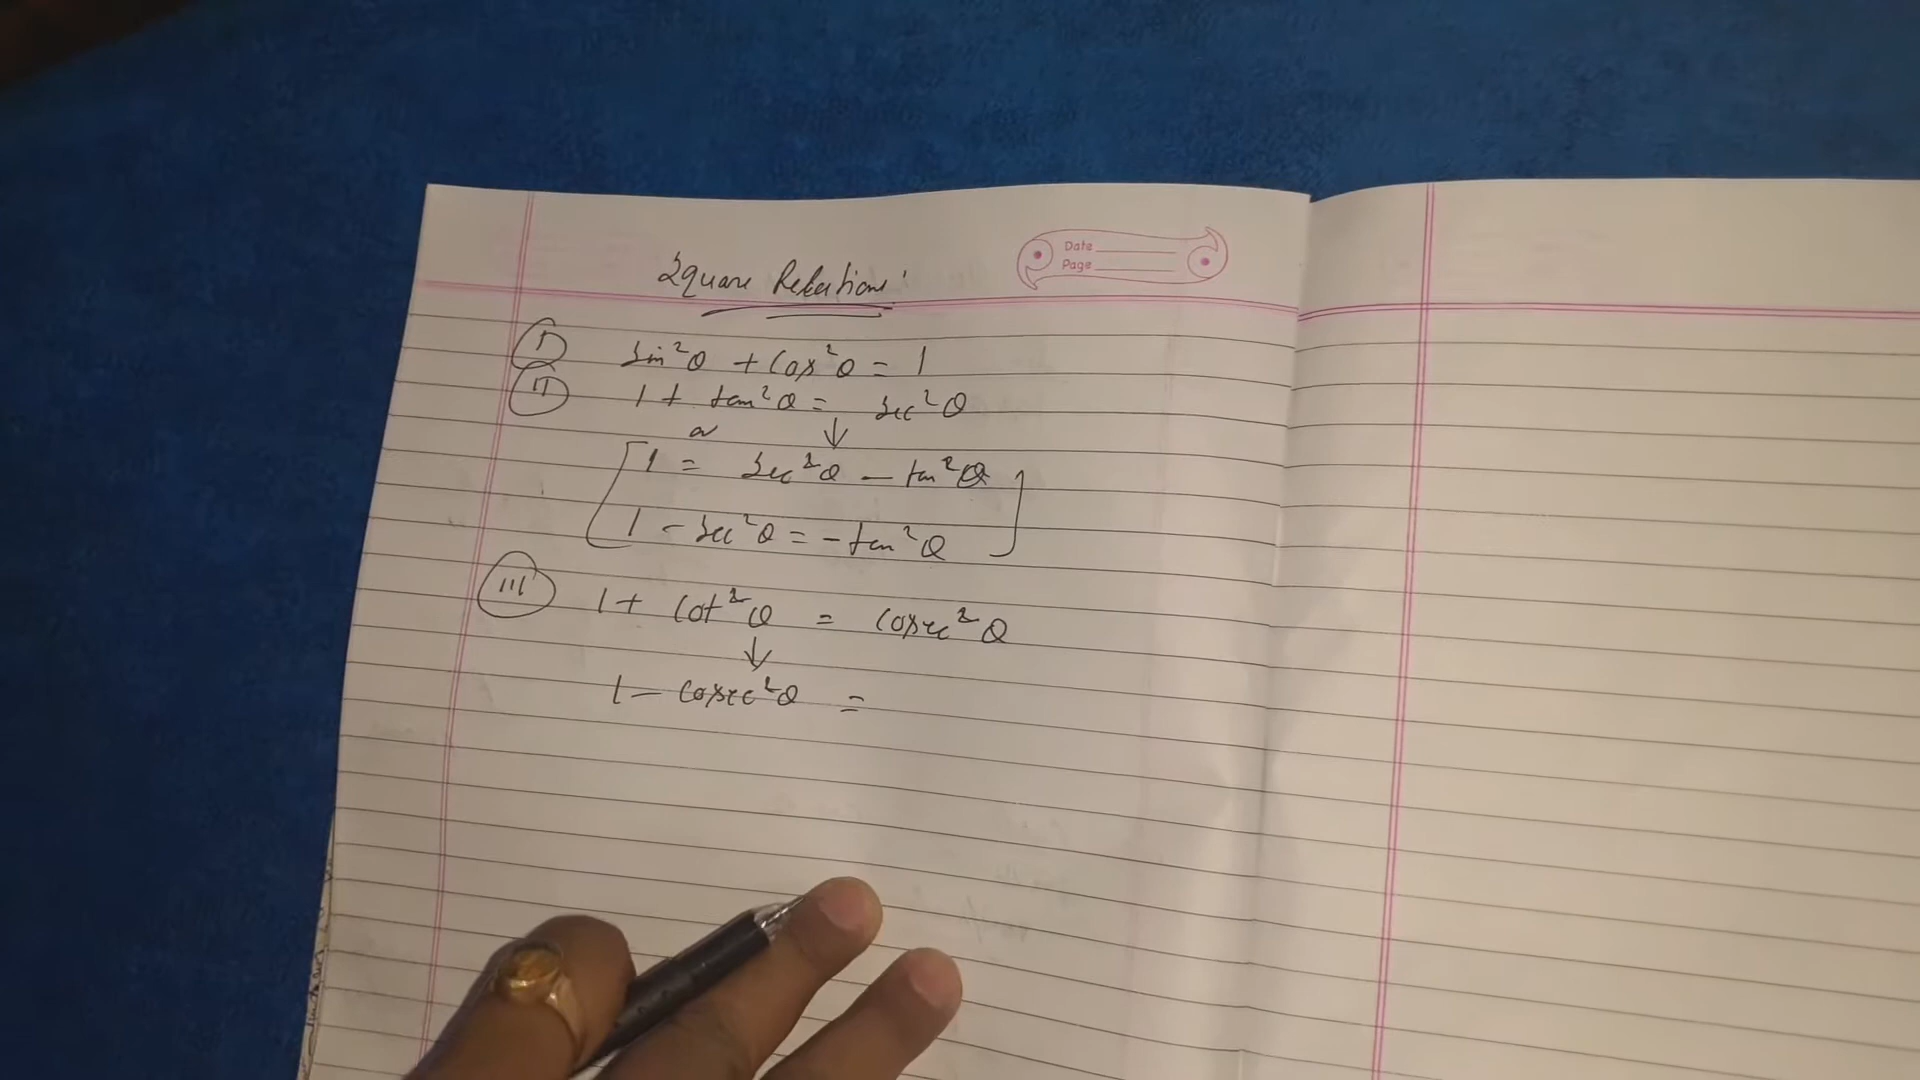 Square Relations:
Date
Page
I sin²θ + Cos²θ = 1
II 1 + tan²θ = sec²θ
or ↓
1 = sec²θ - tan²θ
1 - sec²θ = - tan²θ
III 1 + Cot²θ = Cosec²θ
↓
1 - Cosec²θ =